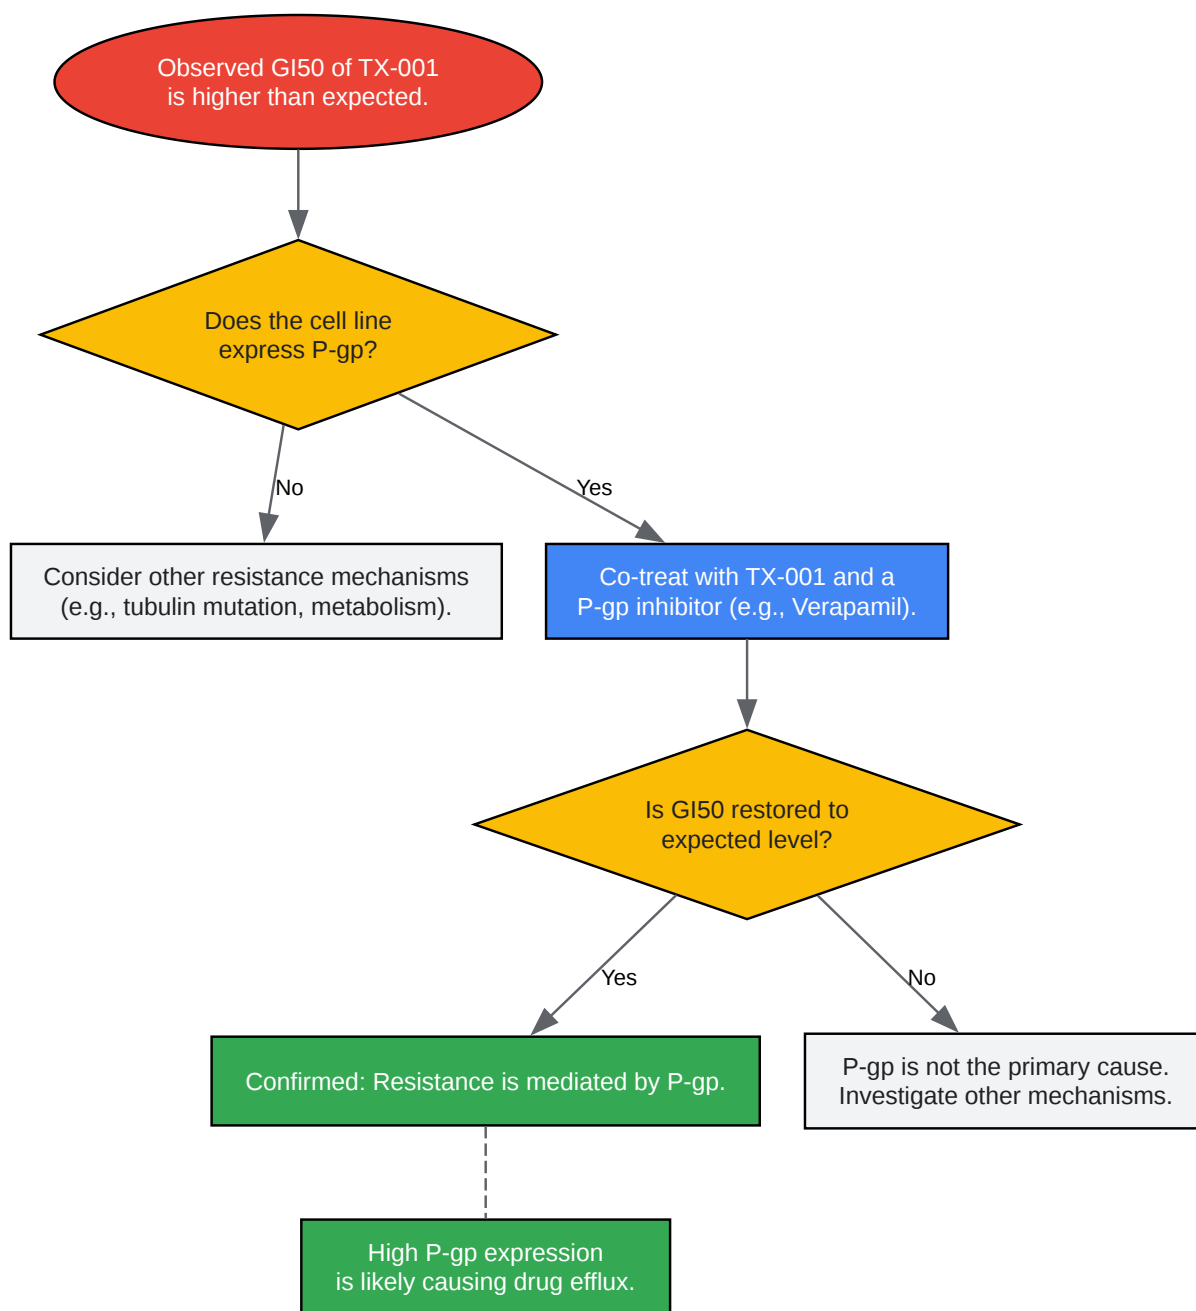 Observed GI50 of TX-001
is higher than expected.
Does the cell line
express P-gp?
No
Yes
Consider other resistance mechanisms
(e.g., tubulin mutation, metabolism).
Co-treat with TX-001 and a
P-gp inhibitor (e.g., Verapamil).
Is GI50 restored to
expected level?
Yes
No
Confirmed: Resistance is mediated by P-gp.
P-gp is not the primary cause.
Investigate other mechanisms.
High P-gp expression
is likely causing drug efflux.